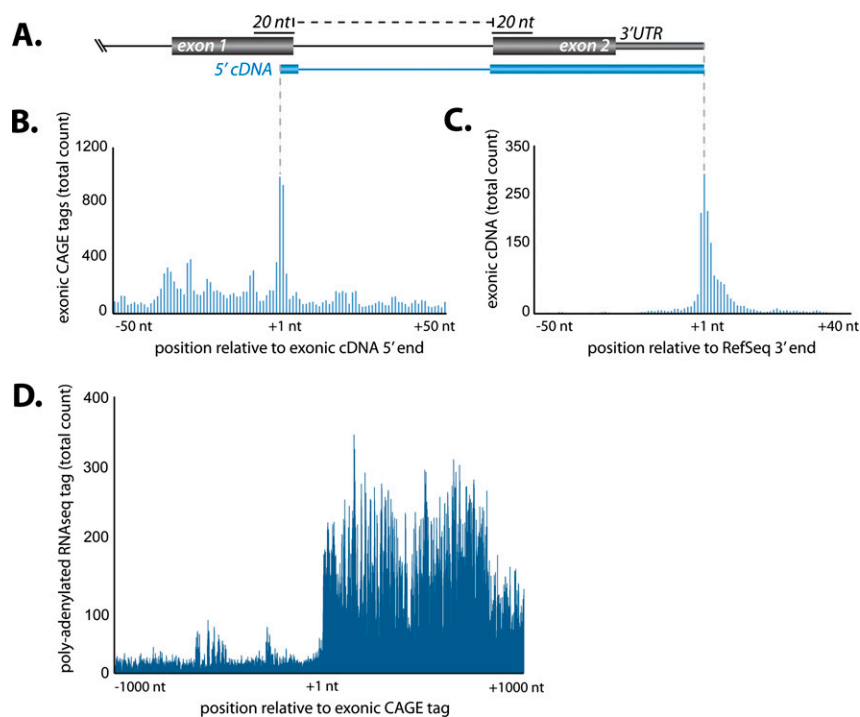 A.
20 nt
20 nt
exon 1
exon 2
3'UTR
5' cDNA
B.
exonic CAGE tags (total count)
1200
800
400
0
-50 nt
+1 nt
+50 nt
position relative to exonic cDNA 5' end
C.
exonic cDNA (total count)
350
250
150
0
-50 nt
+1 nt
+40 nt
position relative to RefSeq 3' end
D.
poly-adenylated RNAseq tag (total count)
400
300
200
100
0
-1000 nt
+1 nt
+1000 nt
position relative to exonic CAGE tag